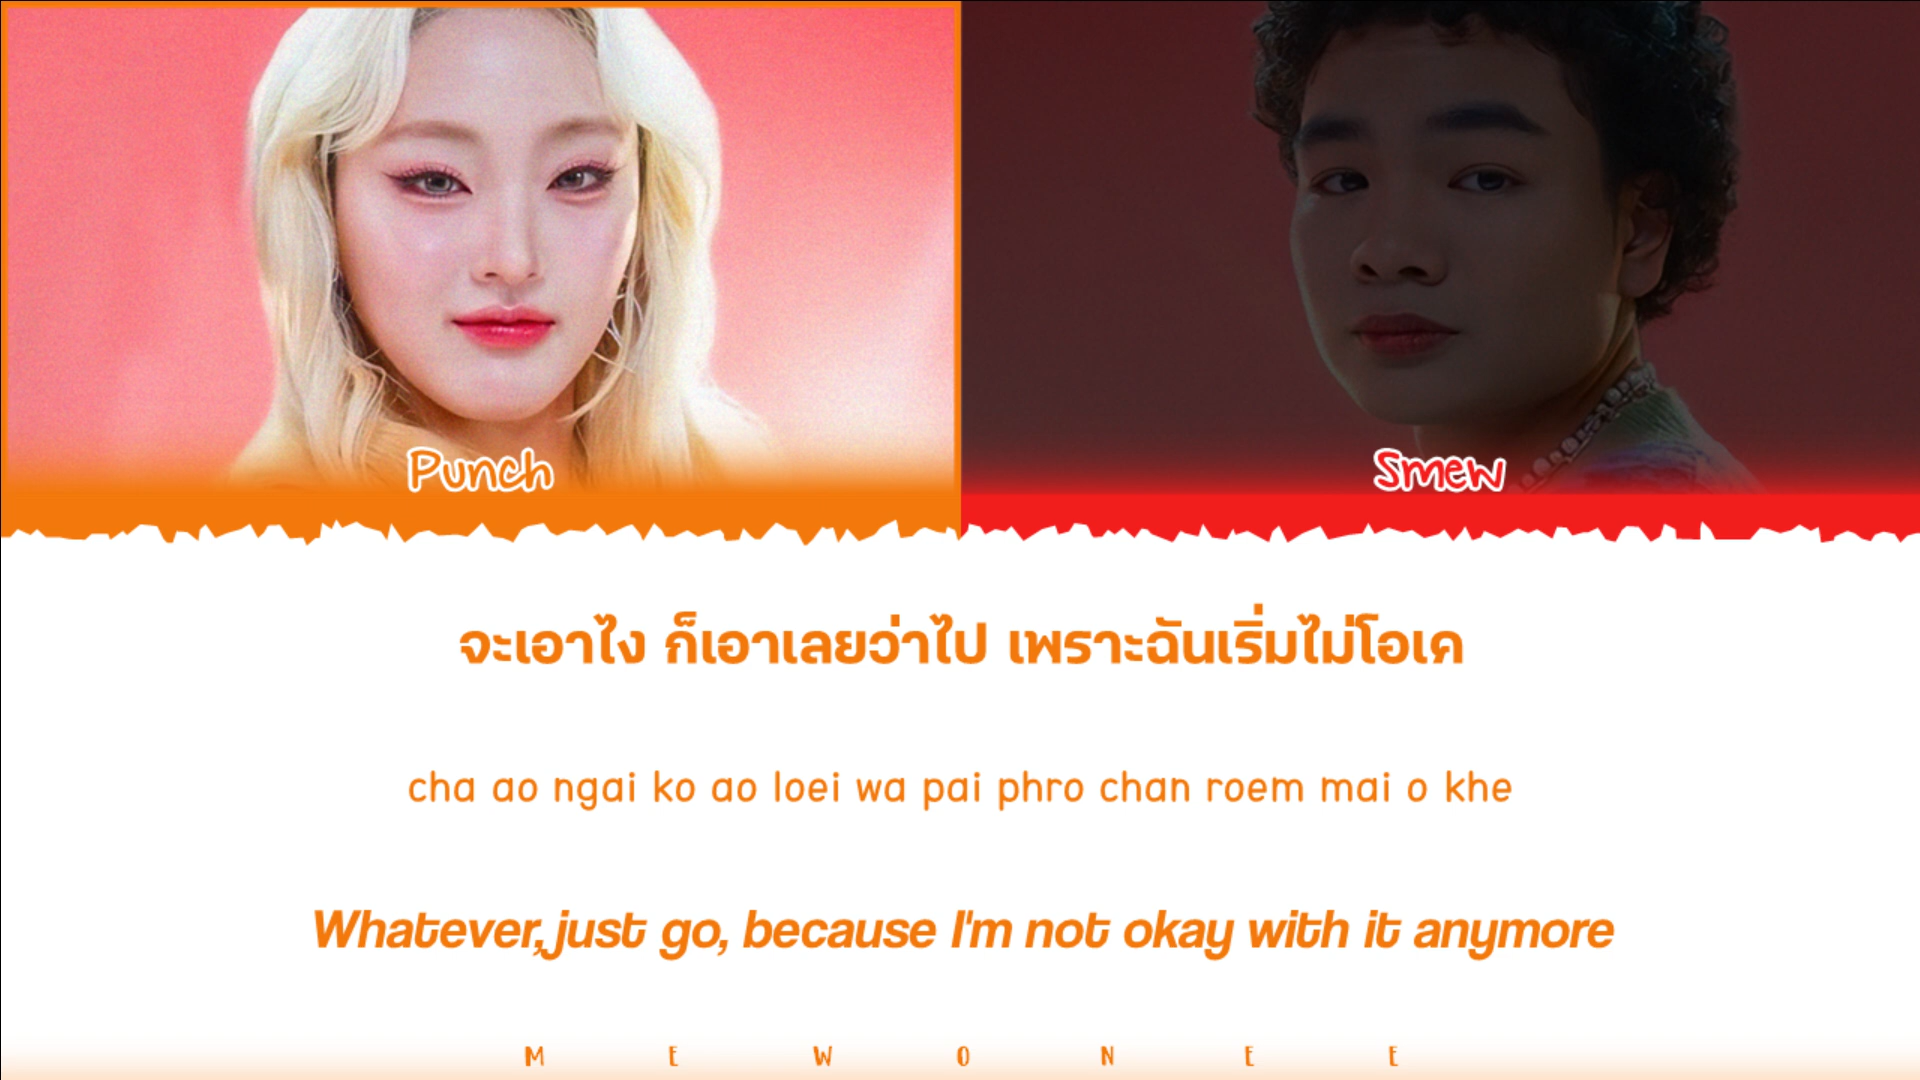 Punch
Smew
จะเอาไง ก็เอาเลยว่าไป เพราะฉันเริ่มไม่โอเค
cha ao ngai ko ao loei wa pai phro chan roem mai o khe
Whatever, just go, because I'm not okay with it anymore
M E W O N E E